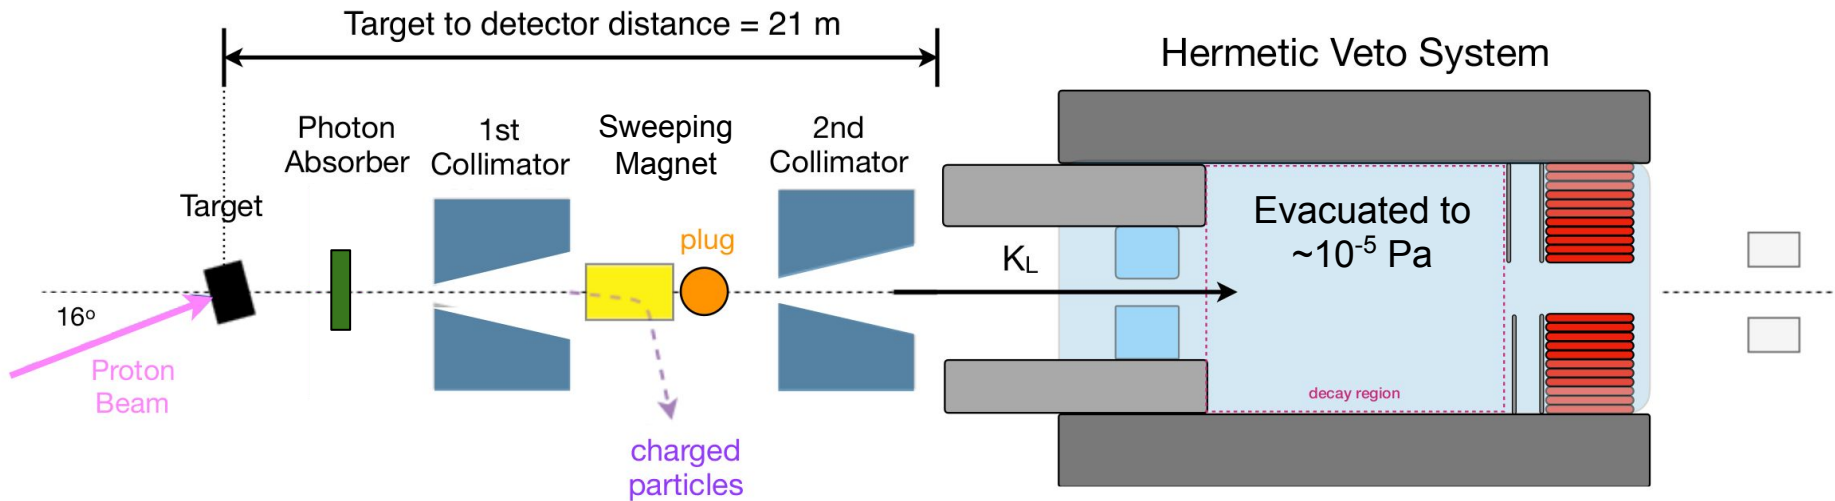 Target to detector distance = 21 m
Hermetic Veto System
Photon
Absorber
1st
Collimator
Sweeping
Magnet
2nd
Collimator
Target
plug
Evacuated to
~10⁻⁵ Pa
K_L
16º
Proton
Beam
decay region
charged
particles